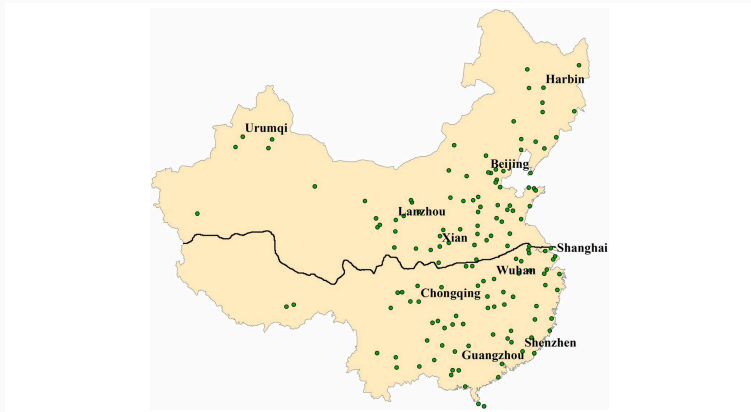 Harbin
Urumqi
Beijing
Lanzhou
Xian
Shanghai
Wuhan
Chongqing
Shenzhen
Guangzhou